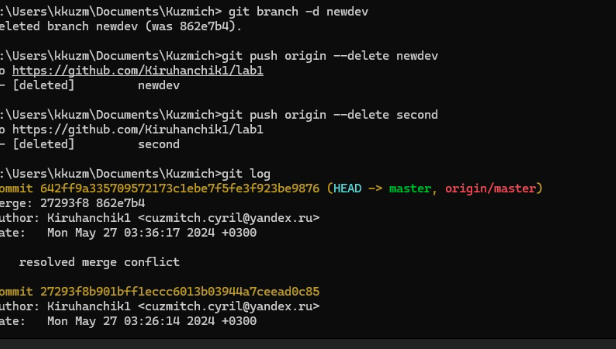 :\Users\kkuzm\Documents\Kuzmich> git branch -d newdev
eleted branch newdev (was 862e7b4).
:\Users\kkuzm\Documents\Kuzmich>git push origin --delete newdev
o https://github.com/Kiruhanchik1/lab1
- [deleted] newdev
:\Users\kkuzm\Documents\Kuzmich>git push origin --delete second
o https://github.com/Kiruhanchik1/lab1
- [deleted] second
:\Users\kkuzm\Documents\Kuzmich>git log
ommit 642ff9a335709572173c1ebe7f5fe3f923be9876 (HEAD -> master, origin/master)
erge: 27293f8 862e7b4
uthor: Kiruhanchik1 <cuzmitch.cyril@yandex.ru>
ate: Mon May 27 03:36:17 2024 +0300
resolved merge conflict
ommit 27293f8b901bff1eccc6013b03944a7ceead0c85
uthor: Kiruhanchik1 <cuzmitch.cyril@yandex.ru>
ate: Mon May 27 03:26:14 2024 +0300